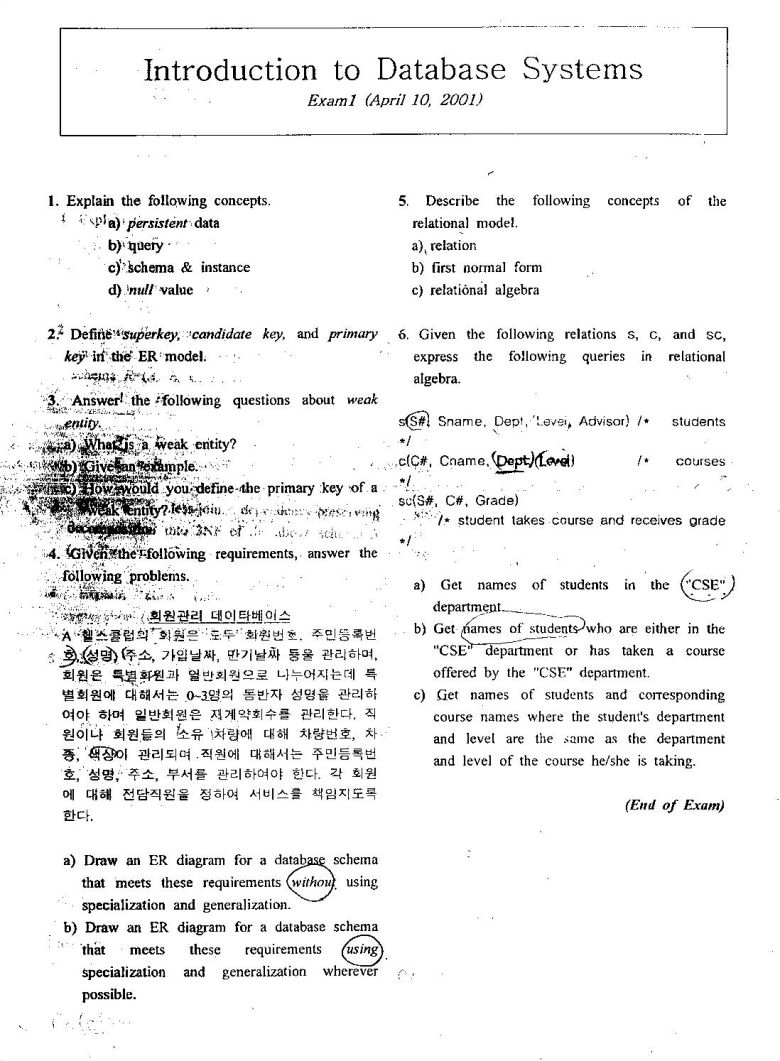 Introduction to Database Systems
Exam1 (April 10, 2001)
1. Explain the following concepts.
a) persistent data
b) query
c) schema & instance
d) null value
2. Define superkey, candidate key, and primary
key in the ER model.
3. Answer the following questions about weak
entity.
a) What is a weak entity?
b) Give an example.
c) How would you define the primary key of a
weak entity?
4. Given the following requirements, answer the
following problems.
회원관리 데이타베이스
A 헬스클럽의 회원은 모두 회원번호, 주민등록번
호, 성명, 주소, 가입날짜, 만기날짜 등을 관리하며,
회원은 특별회원과 일반회원으로 나누어지는데 특
별회원에 대해서는 0~3명의 동반자 성명을 관리하
여야 하며 일반회원은 재계약회수를 관리한다. 직
원이나 회원들의 소유 차량에 대해 차량번호, 차
종, 색상이 관리되며 직원에 대해서는 주민등록번
호, 성명, 주소, 부서를 관리하여야 한다. 각 회원
에 대해 전담직원을 정하여 서비스를 책임지도록
한다.
a) Draw an ER diagram for a database schema
that meets these requirements without using
specialization and generalization.
b) Draw an ER diagram for a database schema
that meets these requirements using
specialization and generalization wherever
possible.
5. Describe the following concepts of the
relational model.
a) relation
b) first normal form
c) relational algebra
6. Given the following relations s, c, and sc,
express the following queries in relational
algebra.
s(S#, Sname, Dept, Level, Advisor) /* students
*/
c(C#, Cname, Dept, Level) /* courses
*/
sc(S#, C#, Grade)
/* student takes course and receives grade
*/
a) Get names of students in the "CSE"
department.
b) Get names of students who are either in the
"CSE" department or has taken a course
offered by the "CSE" department.
c) Get names of students and corresponding
course names where the student's department
and level are the same as the department
and level of the course he/she is taking.
(End of Exam)